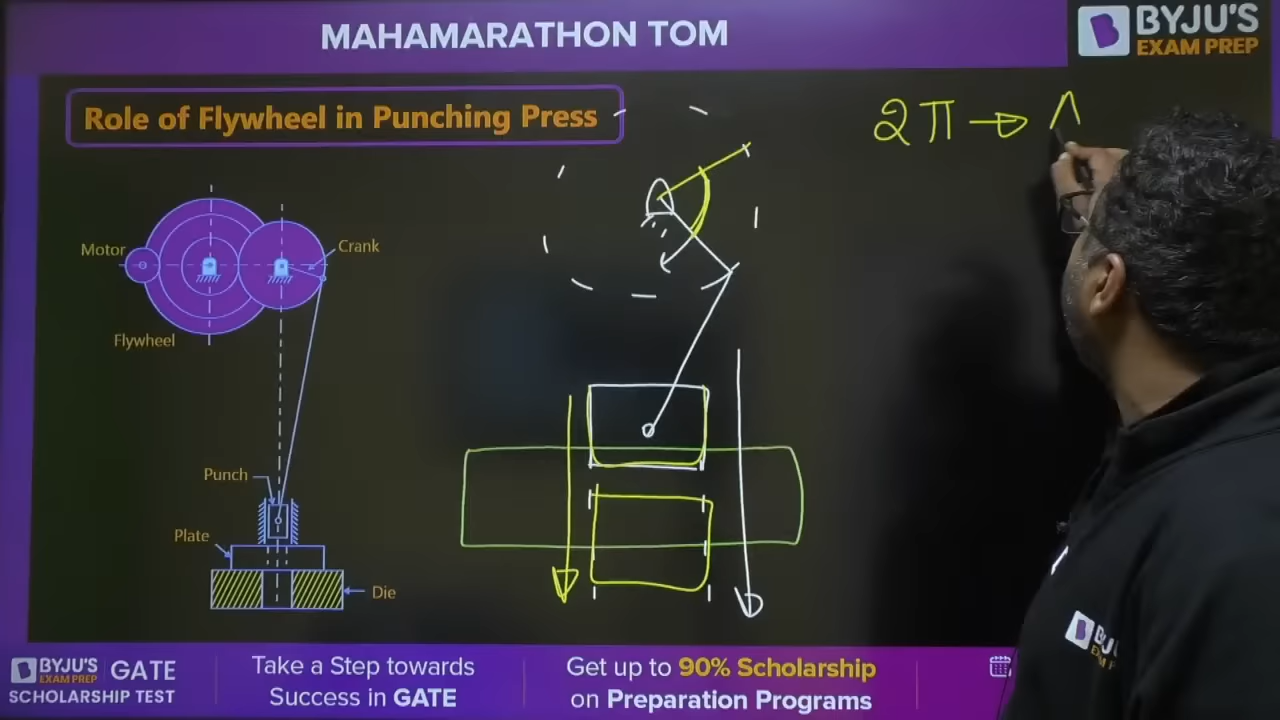 MAHAMARATHON TOM
BYJU'S
EXAM PREP
Role of Flywheel in Punching Press
2π →
Motor
Crank
Flywheel
Punch
Plate
Die
BYJU'S
EXAM PREP
GATE
SCHOLARSHIP TEST
Take a Step towards
Success in GATE
Get up to 90% Scholarship
on Preparation Programs
BYJU